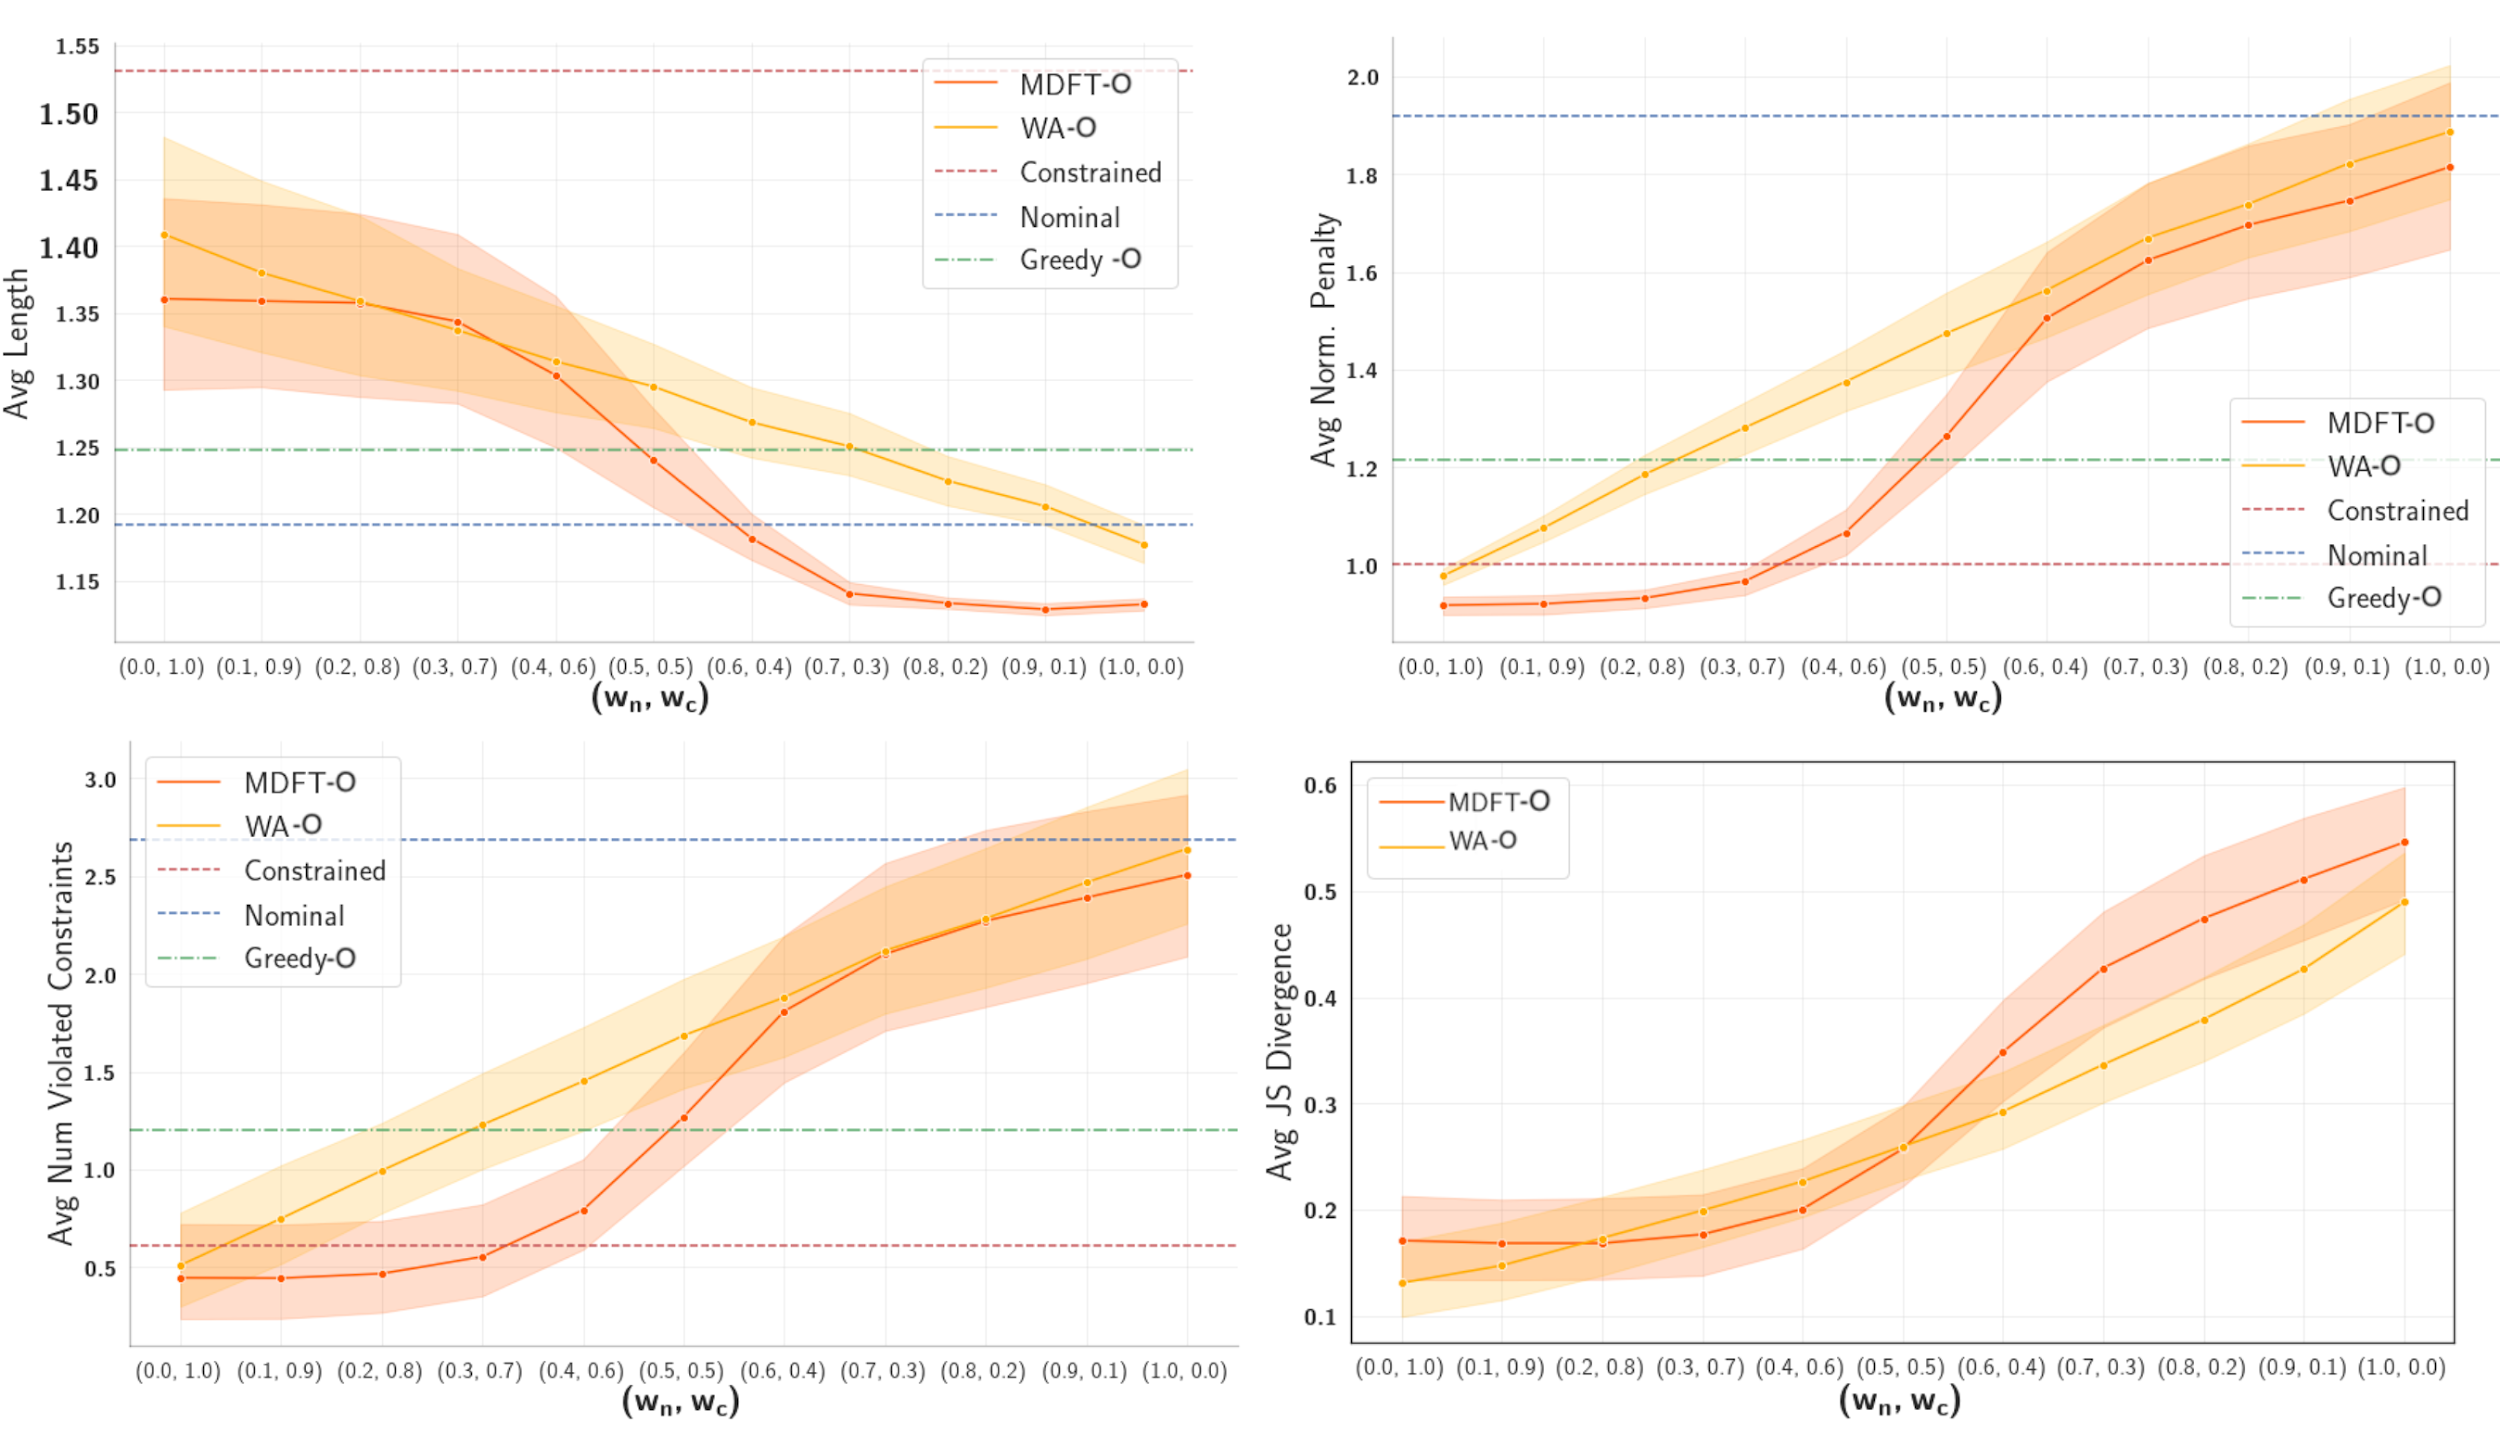 1.55
1.50
1.45
1.40
1.35
1.30
1.25
1.20
1.15
Avg Length
MDFT-O
WA-O
Constrained
Nominal
Greedy -O
(0.0, 1.0) (0.1, 0.9) (0.2, 0.8) (0.3, 0.7) (0.4, 0.6) (0.5, 0.5) (0.6, 0.4) (0.7, 0.3) (0.8, 0.2) (0.9, 0.1) (1.0, 0.0)
(wn, wc)
2.0
1.8
1.6
1.4
1.2
1.0
Avg Norm. Penalty
MDFT-O
WA-O
Constrained
Nominal
Greedy-O
(0.0, 1.0) (0.1, 0.9) (0.2, 0.8) (0.3, 0.7) (0.4, 0.6) (0.5, 0.5) (0.6, 0.4) (0.7, 0.3) (0.8, 0.2) (0.9, 0.1) (1.0, 0.0)
(wn, wc)
3.0
2.5
2.0
1.5
1.0
0.5
Avg Num Violated Constraints
MDFT-O
WA-O
Constrained
Nominal
Greedy-O
(0.0, 1.0) (0.1, 0.9) (0.2, 0.8) (0.3, 0.7) (0.4, 0.6) (0.5, 0.5) (0.6, 0.4) (0.7, 0.3) (0.8, 0.2) (0.9, 0.1) (1.0, 0.0)
(wn, wc)
0.6
0.5
0.4
0.3
0.2
0.1
Avg JS Divergence
MDFT-O
WA-O
(0.0, 1.0) (0.1, 0.9) (0.2, 0.8) (0.3, 0.7) (0.4, 0.6) (0.5, 0.5) (0.6, 0.4) (0.7, 0.3) (0.8, 0.2) (0.9, 0.1) (1.0, 0.0)
(wn, wc)